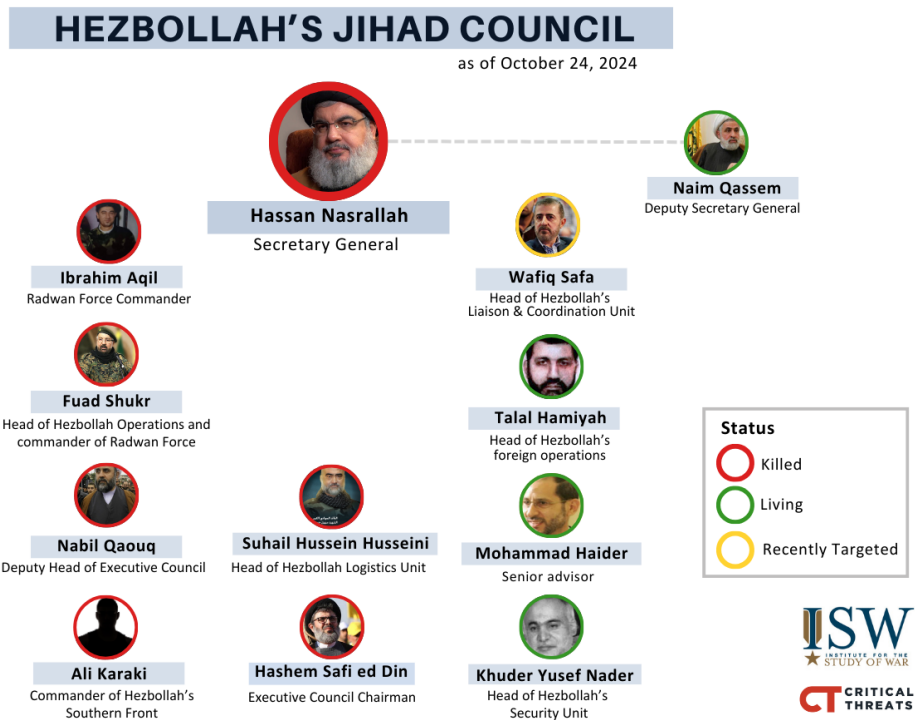 HEZBOLLAH'S JIHAD COUNCIL
as of October 24, 2024
Hassan Nasrallah
Secretary General
Naim Qassem
Deputy Secretary General
Ibrahim Aqil
Radwan Force Commander
Wafiq Safa
Head of Hezbollah's
Liaison & Coordination Unit
Fuad Shukr
Head of Hezbollah Operations and
commander of Radwan Force
Talal Hamiyah
Head of Hezbollah's
foreign operations
Nabil Qaouq
Deputy Head of Executive Council
Suhail Hussein Husseini
Head of Hezbollah Logistics Unit
Mohammad Haider
Senior advisor
Ali Karaki
Commander of Hezbollah's
Southern Front
Hashem Safi ed Din
Executive Council Chairman
Khuder Yusef Nader
Head of Hezbollah's
Security Unit
Status
Killed
Living
Recently Targeted
ISW
INSTITUTE FOR THE
STUDY OF WAR
CT CRITICAL
THREATS